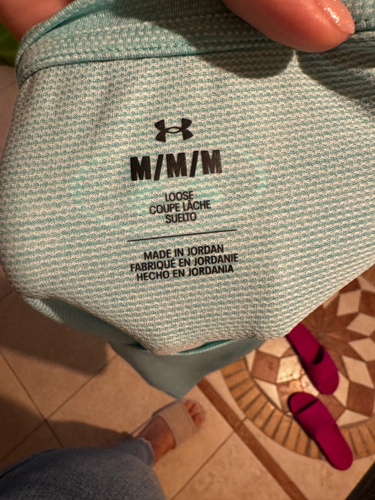 M/M/M
LOOSE
COUPE LÂCHE
SUELTO
MADE IN JORDAN
FABRIQUÉ EN JORDANIE
HECHO EN JORDANIA